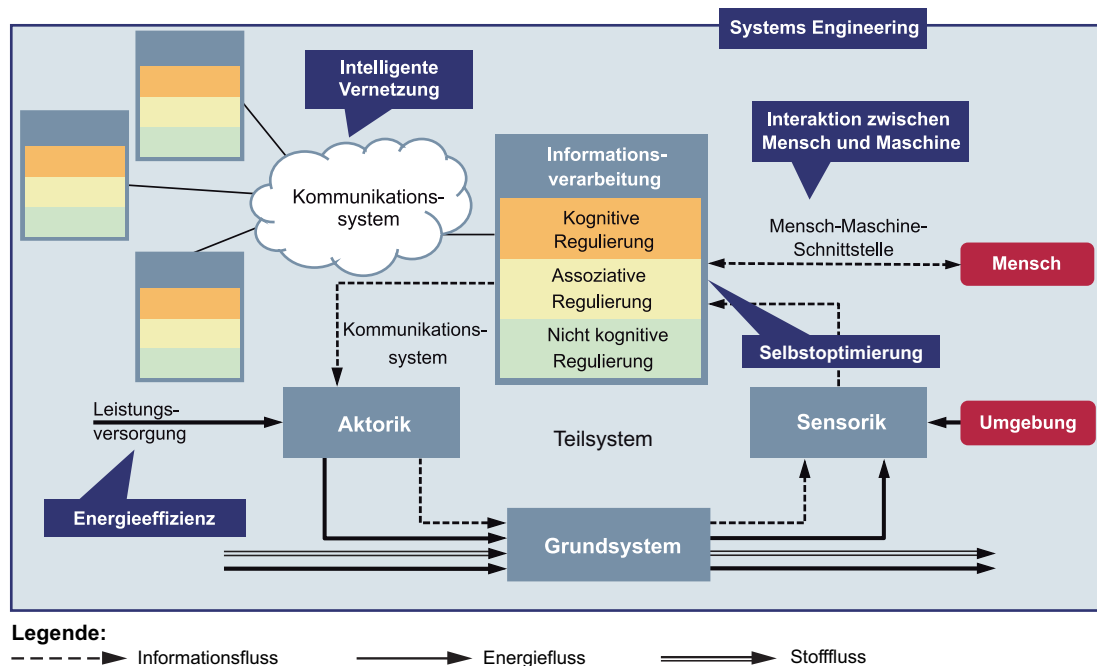 Systems Engineering
Intelligente
Vernetzung
Interaktion zwischen
Mensch und Maschine
Informations-
verarbeitung
Kommunikations-
system
Kognitive
Regulierung
Mensch-Maschine-
Schnittstelle
Mensch
Assoziative
Regulierung
Kommunikations-
system
Nicht kognitive
Regulierung
Selbstoptimierung
Leistungs-
versorgung
Aktorik
Teilsystem
Sensorik
Umgebung
Energieeffizienz
Grundsystem
Legende:
Informationsfluss
Energiefluss
Stofffluss